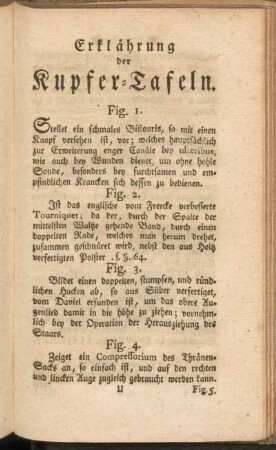 Erklährung
der
Kupfer-Tafeln.
Fig. 1.
Stellet ein schmales Bistouris, so mit einen
Knopf versehen ist, vor; welches hauptsächlich
zur Erweiterung enger Canäle bey ulceribus,
wie auch bey Wunden dienet, um ohne hohle
Sonde, besonders bey furchtsamen und em-
pfindlichen Krancken sich dessen zu bedienen.
Fig. 2.
Ist das englische vom Freecke verbesserte
Tourniquet; da der, durch der Spalte der
mittelsten Waltze gehende Band, durch einen
doppelten Rade, welches man herum drehet,
zusammen geschnüret wird, nebst den aus Holtz
verfertigten Polster . s. §. 64.
Fig. 3.
Bildet einen doppelten, stumpfen, und ründ-
lichen Hacken ab, so aus Silber verfertiget,
vom Daviel erfunden ist, um das obere Au-
genlied damit in die höhe zu ziehen; vornehm-
lich bey der Operation der Herausziehung des
Staars.
Fig. 4.
Zeiget ein Compressorium des Thränen-
Sacks an, so einfach ist, und auf den rechten
und lincken Auge zugleich gebraucht werden kann.
U Fig. 5.